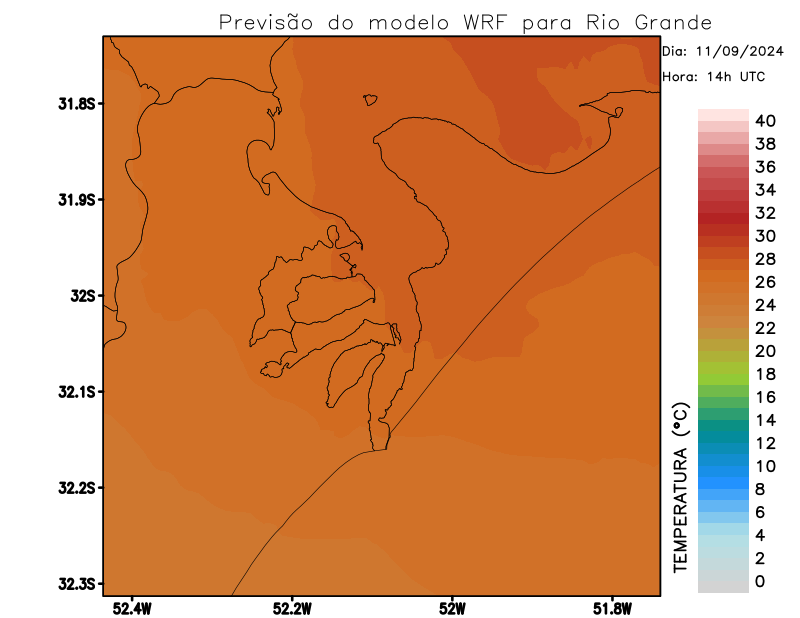 Previsão do modelo WRF para Rio Grande
Dia: 11/09/2024
Hora: 14h UTC
31.8S
31.9S
32S
32.1S
32.2S
32.3S
52.4W
52.2W
52W
51.8W
TEMPERATURA (°C)
40
38
36
34
32
30
28
26
24
22
20
18
16
14
12
10
8
6
4
2
0